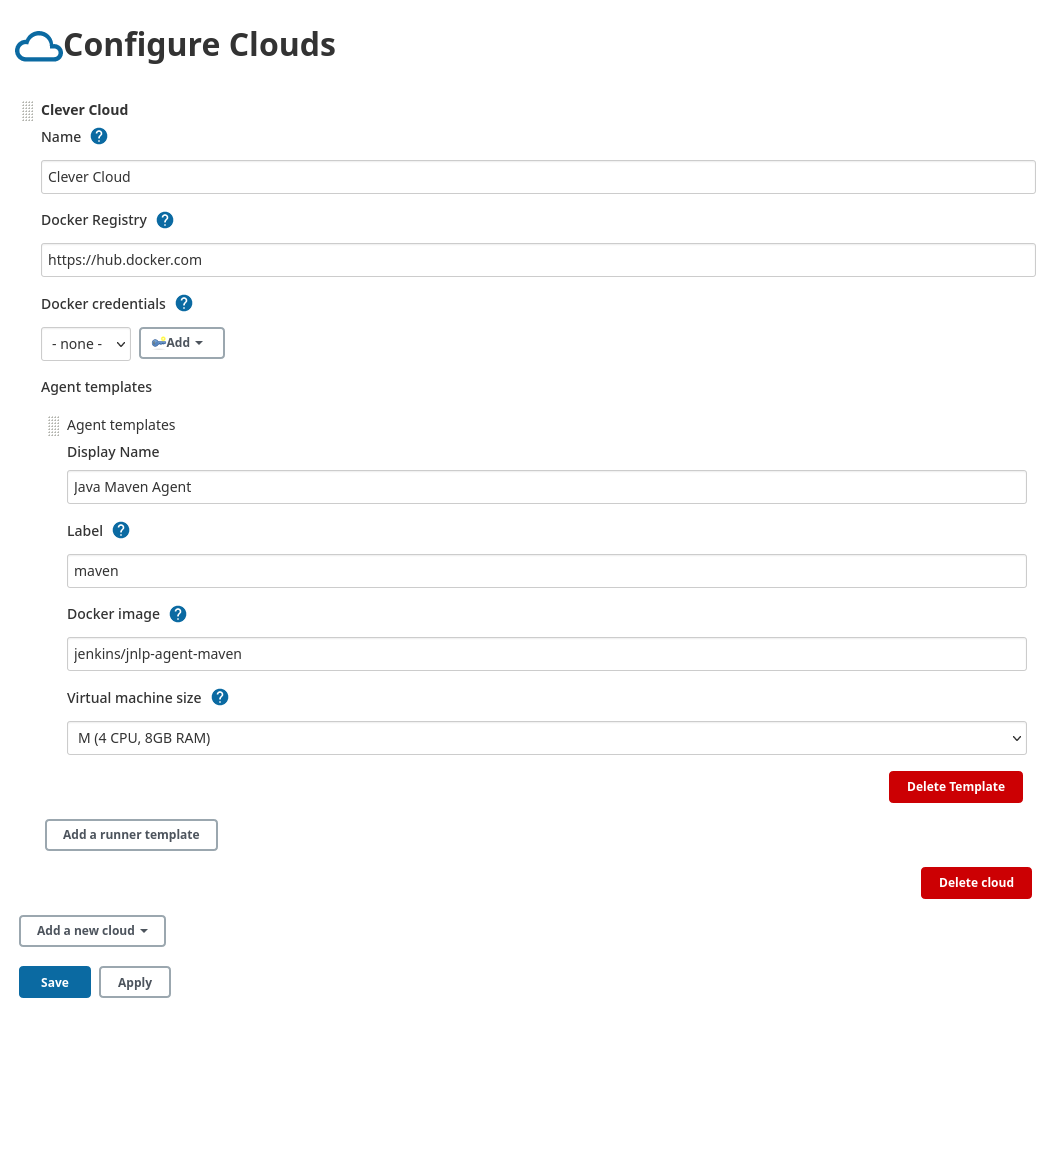 Configure Clouds
Clever Cloud
Name ?
Clever Cloud
Docker Registry ?
https://hub.docker.com
Docker credentials ?
- none - Add
Agent templates
Agent templates
Display Name
Java Maven Agent
Label ?
maven
Docker image ?
jenkins/jnlp-agent-maven
Virtual machine size ?
M (4 CPU, 8GB RAM)
Delete Template
Add a runner template
Delete cloud
Add a new cloud
Save Apply